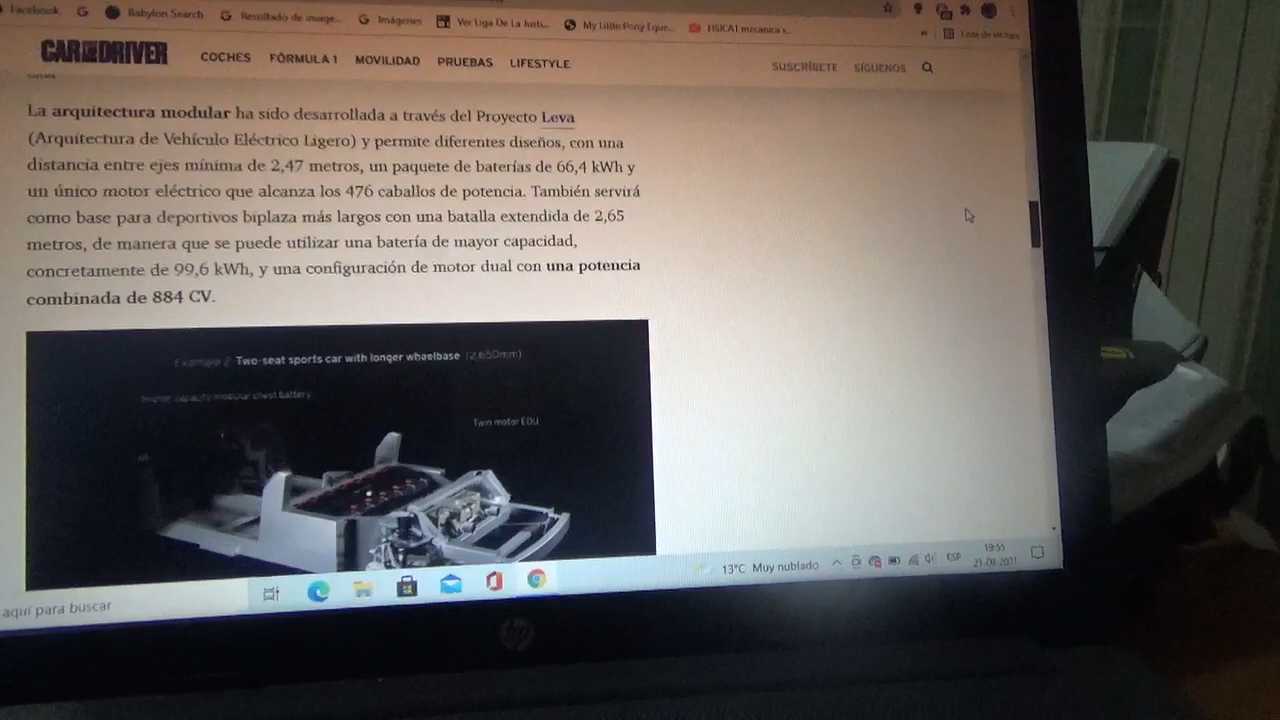 Facebook
G
Babylon Search
G Resultado de image...
G Imágenes
Ver Liga De La Justi...
My Little Pony Eque...
HSICA1 mecanica v...
»
Lista de lectura
CAR AND DRIVER
COCHES
FÓRMULA 1
MOVILIDAD
PRUEBAS
LIFESTYLE
SUSCRÍBETE
SÍGUENOS
La arquitectura modular ha sido desarrollada a través del Proyecto Leva
(Arquitectura de Vehículo Eléctrico Ligero) y permite diferentes diseños, con una
distancia entre ejes mínima de 2,47 metros, un paquete de baterías de 66,4 kWh y
un único motor eléctrico que alcanza los 476 caballos de potencia. También servirá
como base para deportivos biplaza más largos con una batalla extendida de 2,65
metros, de manera que se puede utilizar una batería de mayor capacidad,
concretamente de 99,6 kWh, y una configuración de motor dual con una potencia
combinada de 884 CV.
Example 2: Two-seat sports car with longer wheelbase (2,650mm)
higher capacity modular chest battery
Twin motor EDU
aquí para buscar
13°C Muy nublado
ESP
19:55
21-09-2021
hp